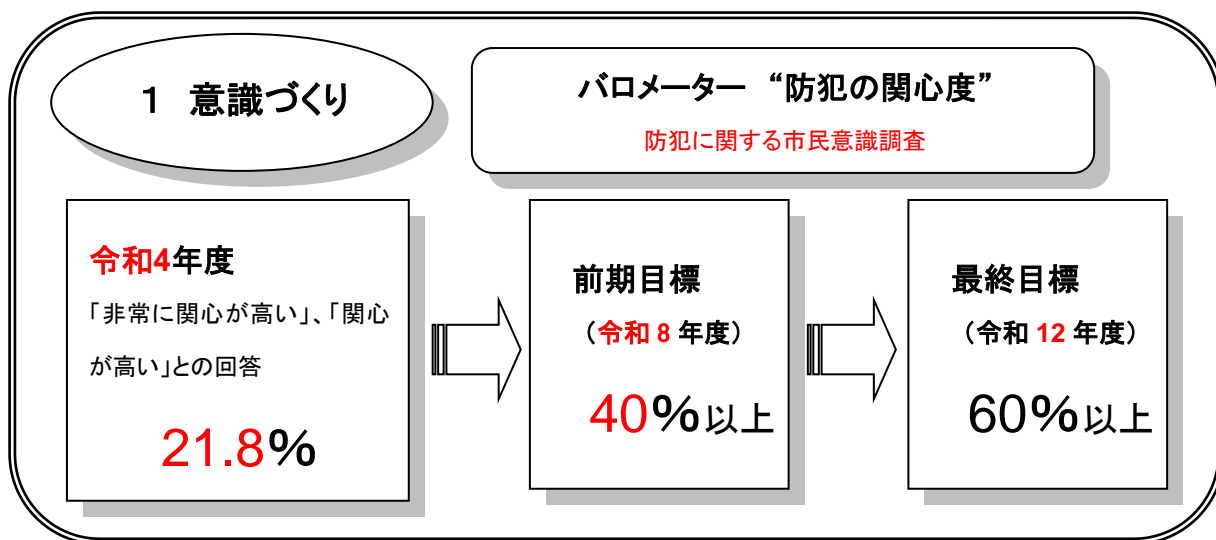 1 意識づくり
バロメーター “防犯の関心度”
防犯に関する市民意識調査
令和4年度
「非常に関心が高い」、「関心
が高い」との回答
21.8%
前期目標
（令和 8 年度）
40%以上
最終目標
（令和 12 年度）
60%以上